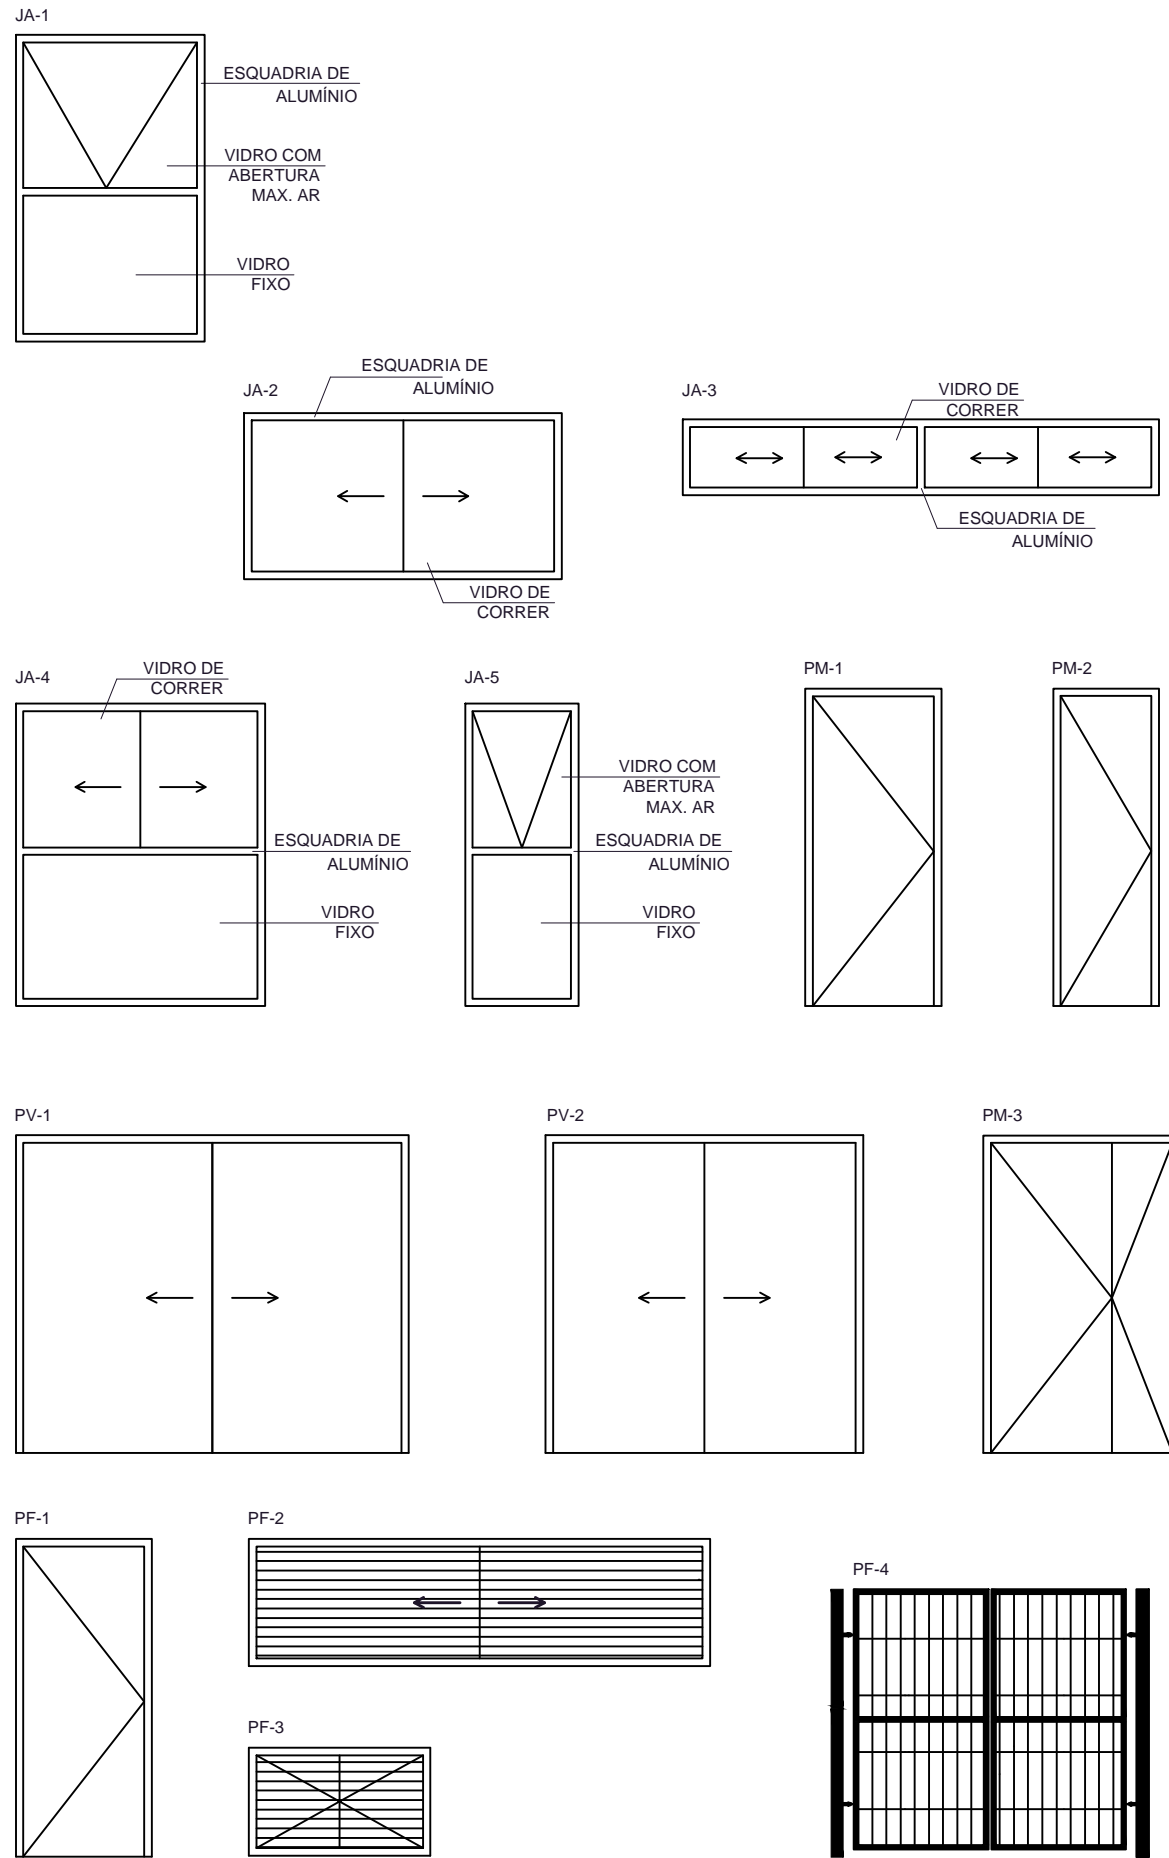 JA-1
ESQUADRIA DE
ALUMÍNIO
VIDRO COM
ABERTURA
MAX. AR
VIDRO
FIXO
JA-2
ESQUADRIA DE
ALUMÍNIO
VIDRO DE
CORRER
JA-3
VIDRO DE
CORRER
ESQUADRIA DE
ALUMÍNIO
JA-4
VIDRO DE
CORRER
ESQUADRIA DE
ALUMÍNIO
VIDRO
FIXO
JA-5
VIDRO COM
ABERTURA
MAX. AR
ESQUADRIA DE
ALUMÍNIO
VIDRO
FIXO
PM-1
PM-2
PV-1
PV-2
PM-3
PF-1
PF-2
PF-3
PF-4